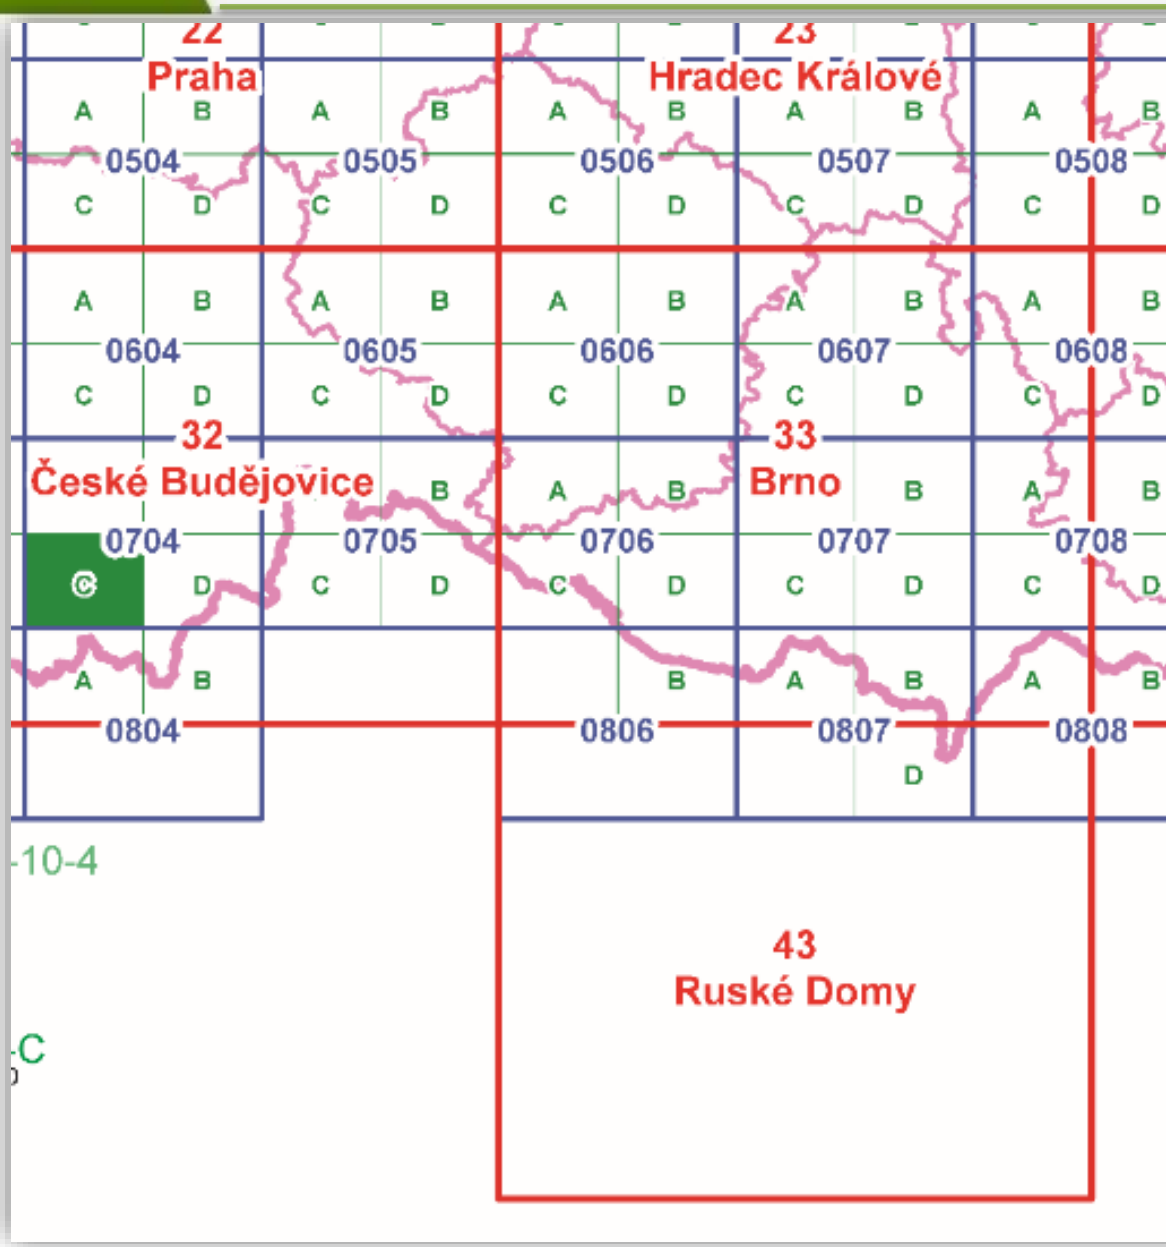 22 23
Praha Hradec Králové
A B A B A B A B A B
0504 0505 0506 0507 0508
C D C D C D C D C D
A B A B A B A B A B
0604 0605 0606 0607 0608
C D C D C D C D C D
32 33
České Budějovice Brno
B A B B A B
0704 0705 0706 0707 0708
C D C D C D C D C D
A B B A B A B
0804 0806 0807 0808
D
-10-4
43
Ruské Domy
-C